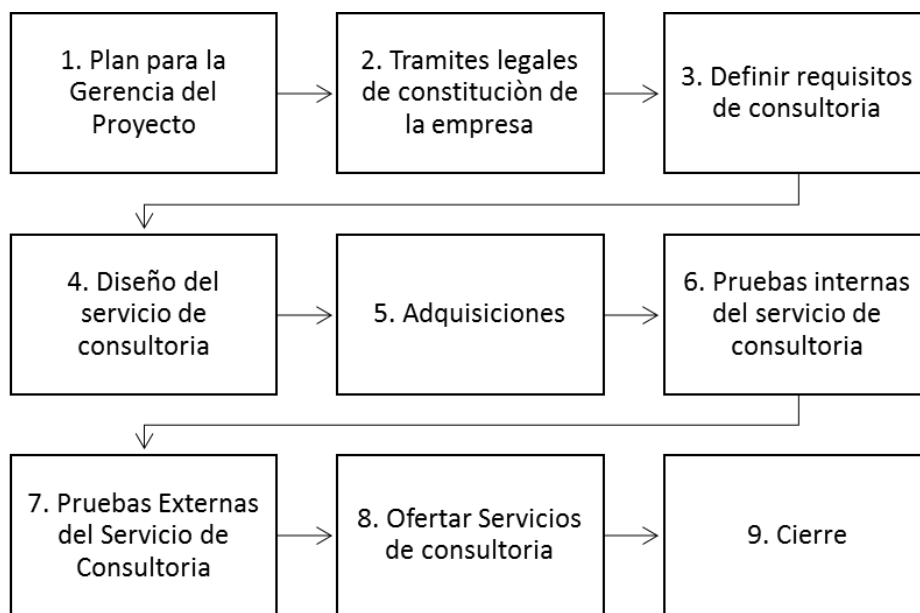 1. Plan para la
Gerencia del
Proyecto
2. Tramites legales
de constituciòn de
la empresa
3. Definir requisitos
de consultoria
4. Diseño del
servicio de
consultoria
5. Adquisiciones
6. Pruebas internas
del servicio de
consultoria
7. Pruebas Externas
del Servicio de
Consultoria
8. Ofertar Servicios
de consultoria
9. Cierre